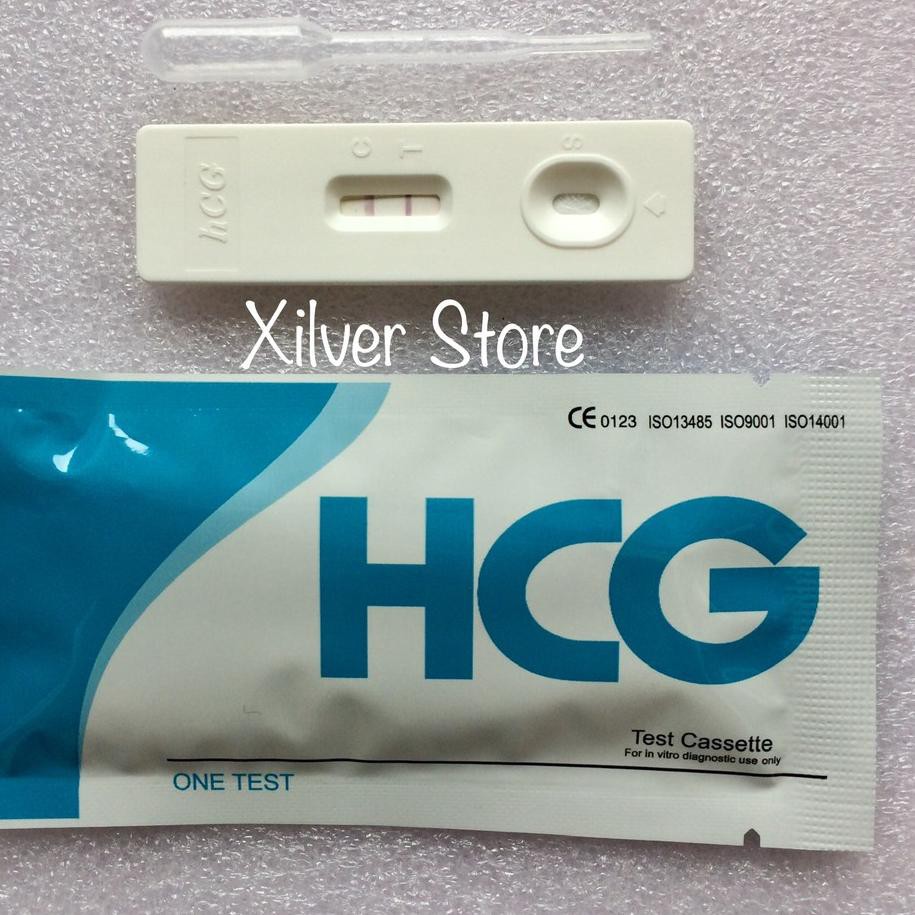 C T S
hCG
Xilver Store
CE 0123 ISO13485 ISO9001 ISO14001
HCG
Test Cassette
For in vitro diagnostic use only
ONE TEST